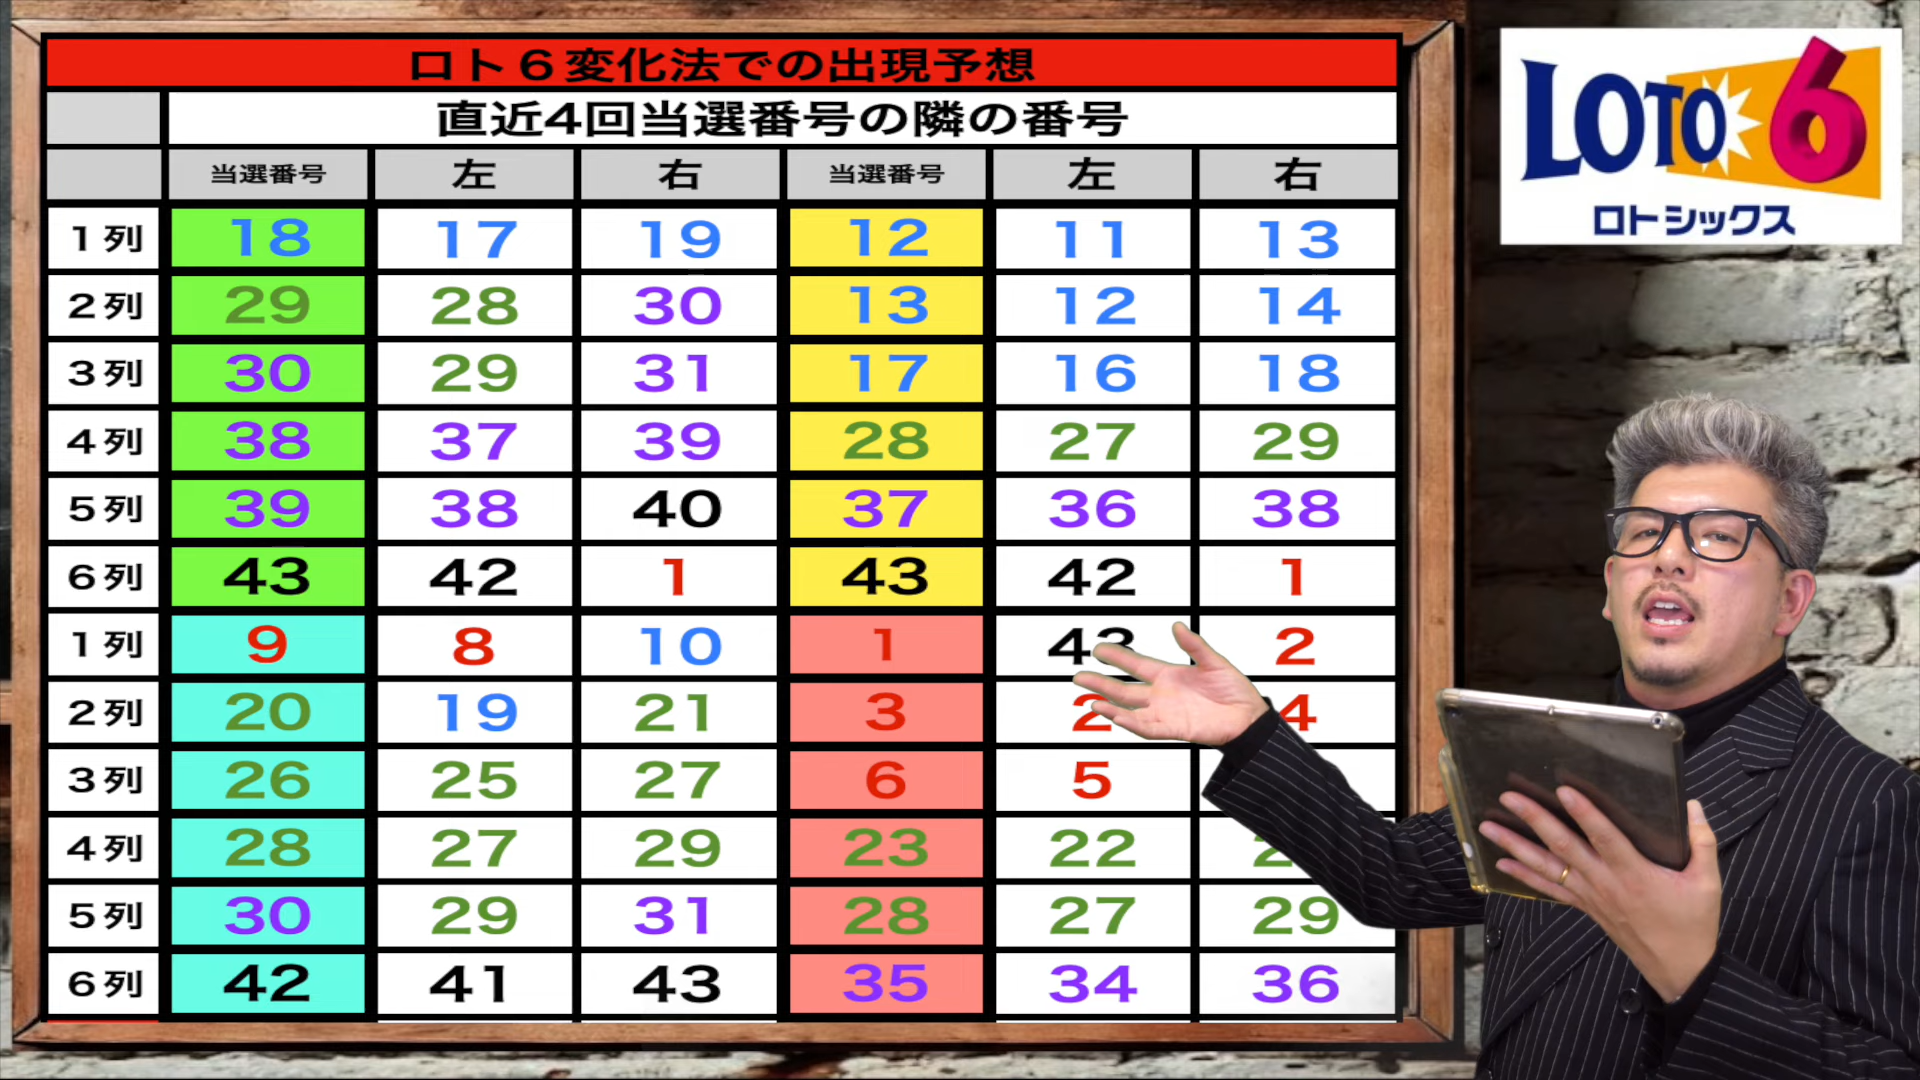 ロト６変化法での出現予想
直近4回当選番号の隣の番号
当選番号 左 右 当選番号 左 右
１列 18 17 19 12 11 13
２列 29 28 30 13 12 14
３列 30 29 31 17 16 18
４列 38 37 39 28 27 29
５列 39 38 40 37 36 38
６列 43 42 1 43 42 1
１列 9 8 10 1 43 2
２列 20 19 21 3 2 4
３列 26 25 27 6 5
４列 28 27 29 23 22
５列 30 29 31 28 27 29
６列 42 41 43 35 34 36
LOTO 6
ロトシックス